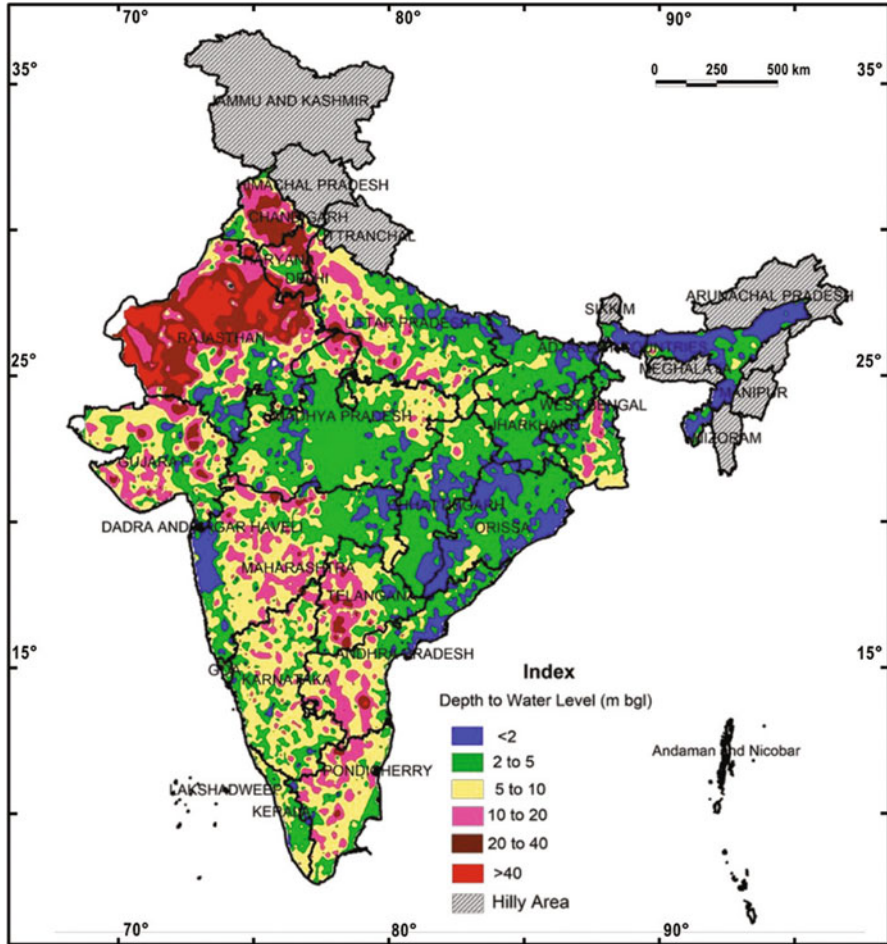 70°
80°
90°
35°
35°
0 250 500 km
JAMMU AND KASHMIR
HIMACHAL PRADESH
CHANDIGARH
UTTRANCHAL
HARYANA
DELHI
SIKKIM
ARUNACHAL PRADESH
RAJASTHAN
UTTAR PRADESH
COUNTRIES
25°
25°
MEGHALAYA
MANIPUR
MADHYA PRADESH
WEST BENGAL
JHARKHAND
MIZORAM
GUJARAT
CHHATTISGARH
DADRA AND NAGAR HAVELI
ORISSA
MAHARASHTRA
TELANGANA
15°
15°
ANDHRA PRADESH
GOA
KARNATAKA
Index
Depth to Water Level (m bgl)
<2
2 to 5
5 to 10
10 to 20
20 to 40
>40
Hilly Area
Andaman and Nicobar
PONDICHERRY
LAKSHADWEEP
KERALA
70°
80°
90°